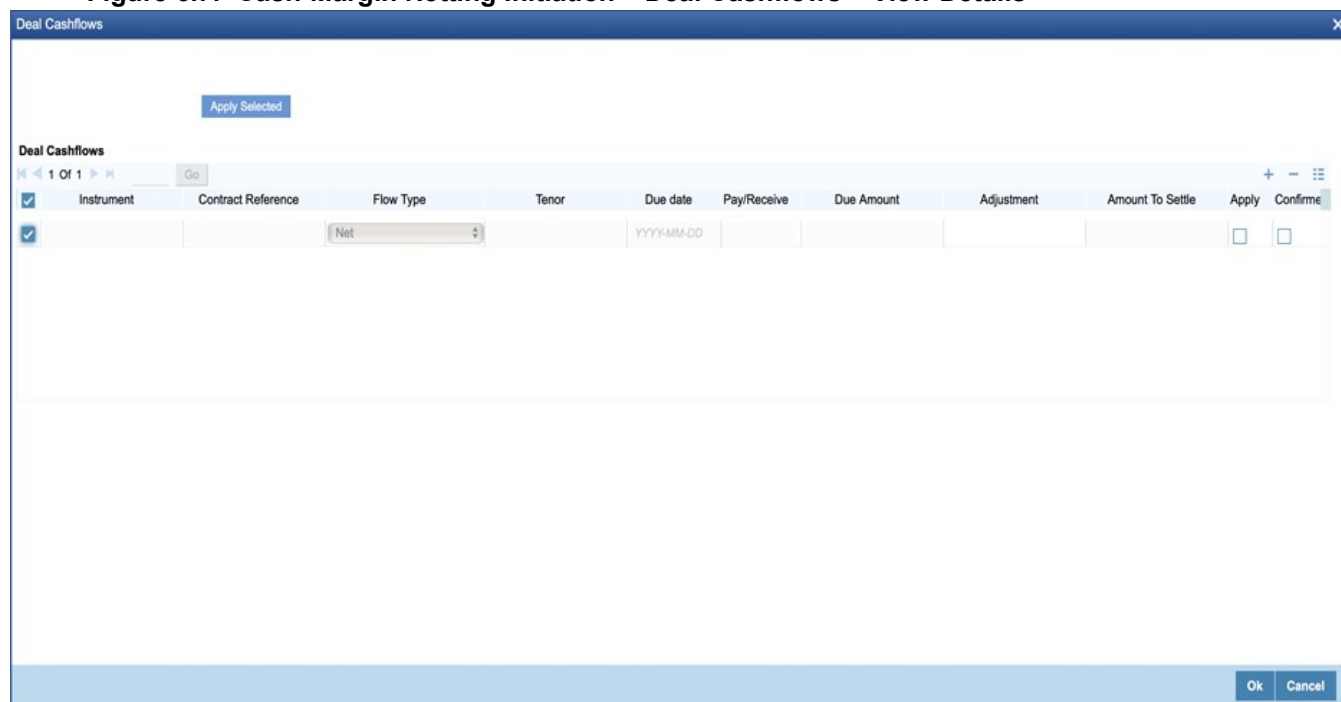 Deal Cashflows
Apply Selected
Deal Cashflows
1 Of 1 Go
Instrument Contract Reference Flow Type Tenor Due date Pay/Receive Due Amount Adjustment Amount To Settle Apply Confirme
Net YYYY-MM-DD
Ok Cancel